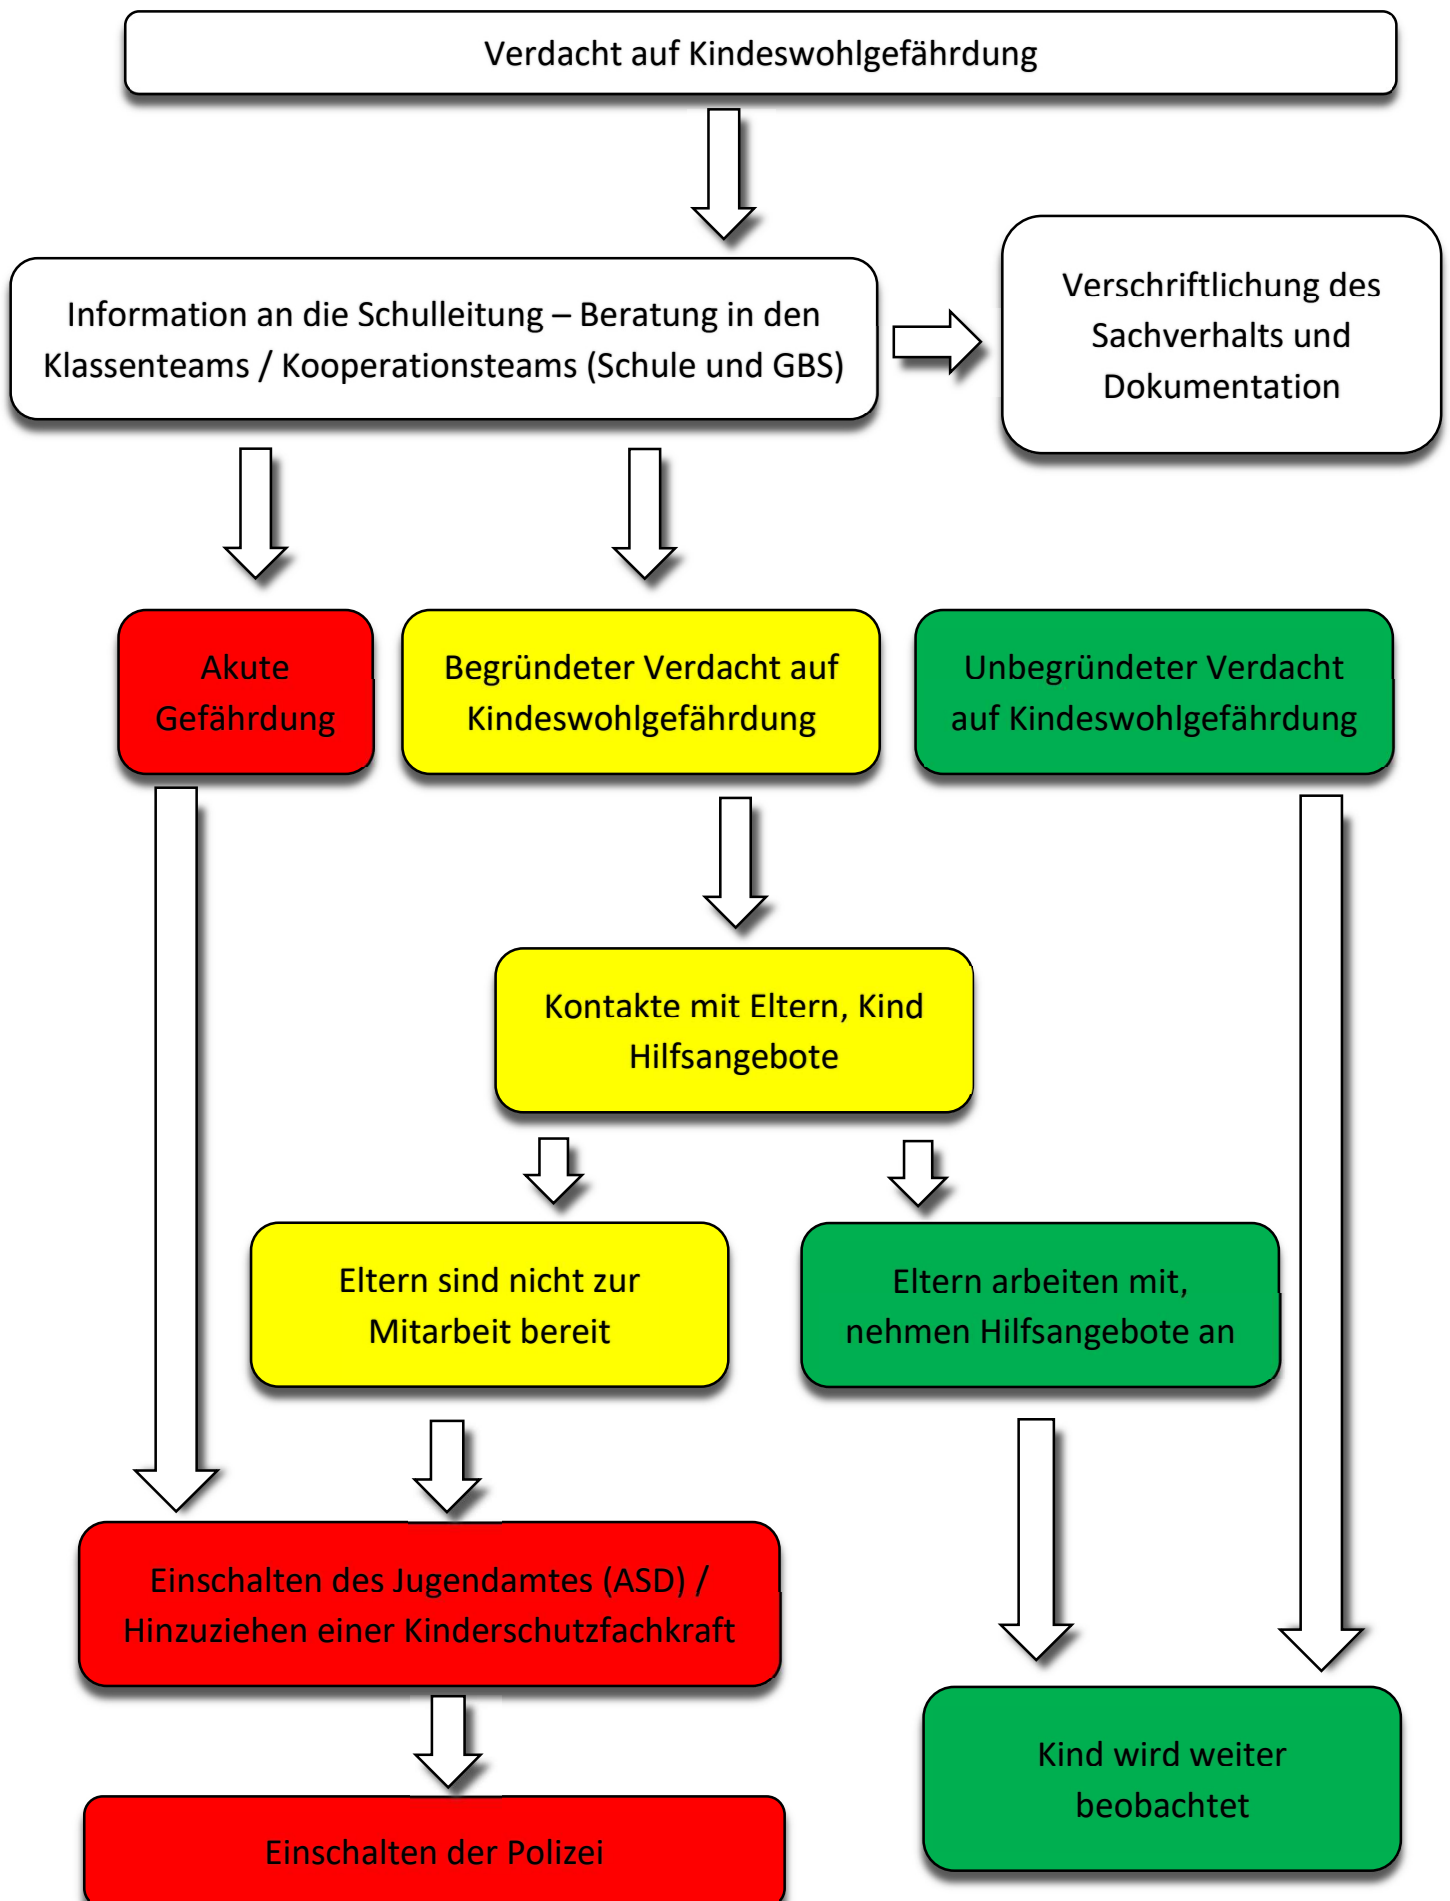 Verdacht auf Kindeswohlgefährdung
Information an die Schulleitung – Beratung in den
Klassenteams / Kooperationsteams (Schule und GBS)
Verschriftlichung des
Sachverhalts und
Dokumentation
Akute
Gefährdung
Begründeter Verdacht auf
Kindeswohlgefährdung
Unbegründeter Verdacht
auf Kindeswohlgefährdung
Kontakte mit Eltern, Kind
Hilfsangebote
Eltern sind nicht zur
Mitarbeit bereit
Eltern arbeiten mit,
nehmen Hilfsangebote an
Einschalten des Jugendamtes (ASD) /
Hinzuziehen einer Kinderschutzfachkraft
Kind wird weiter
beobachtet
Einschalten der Polizei